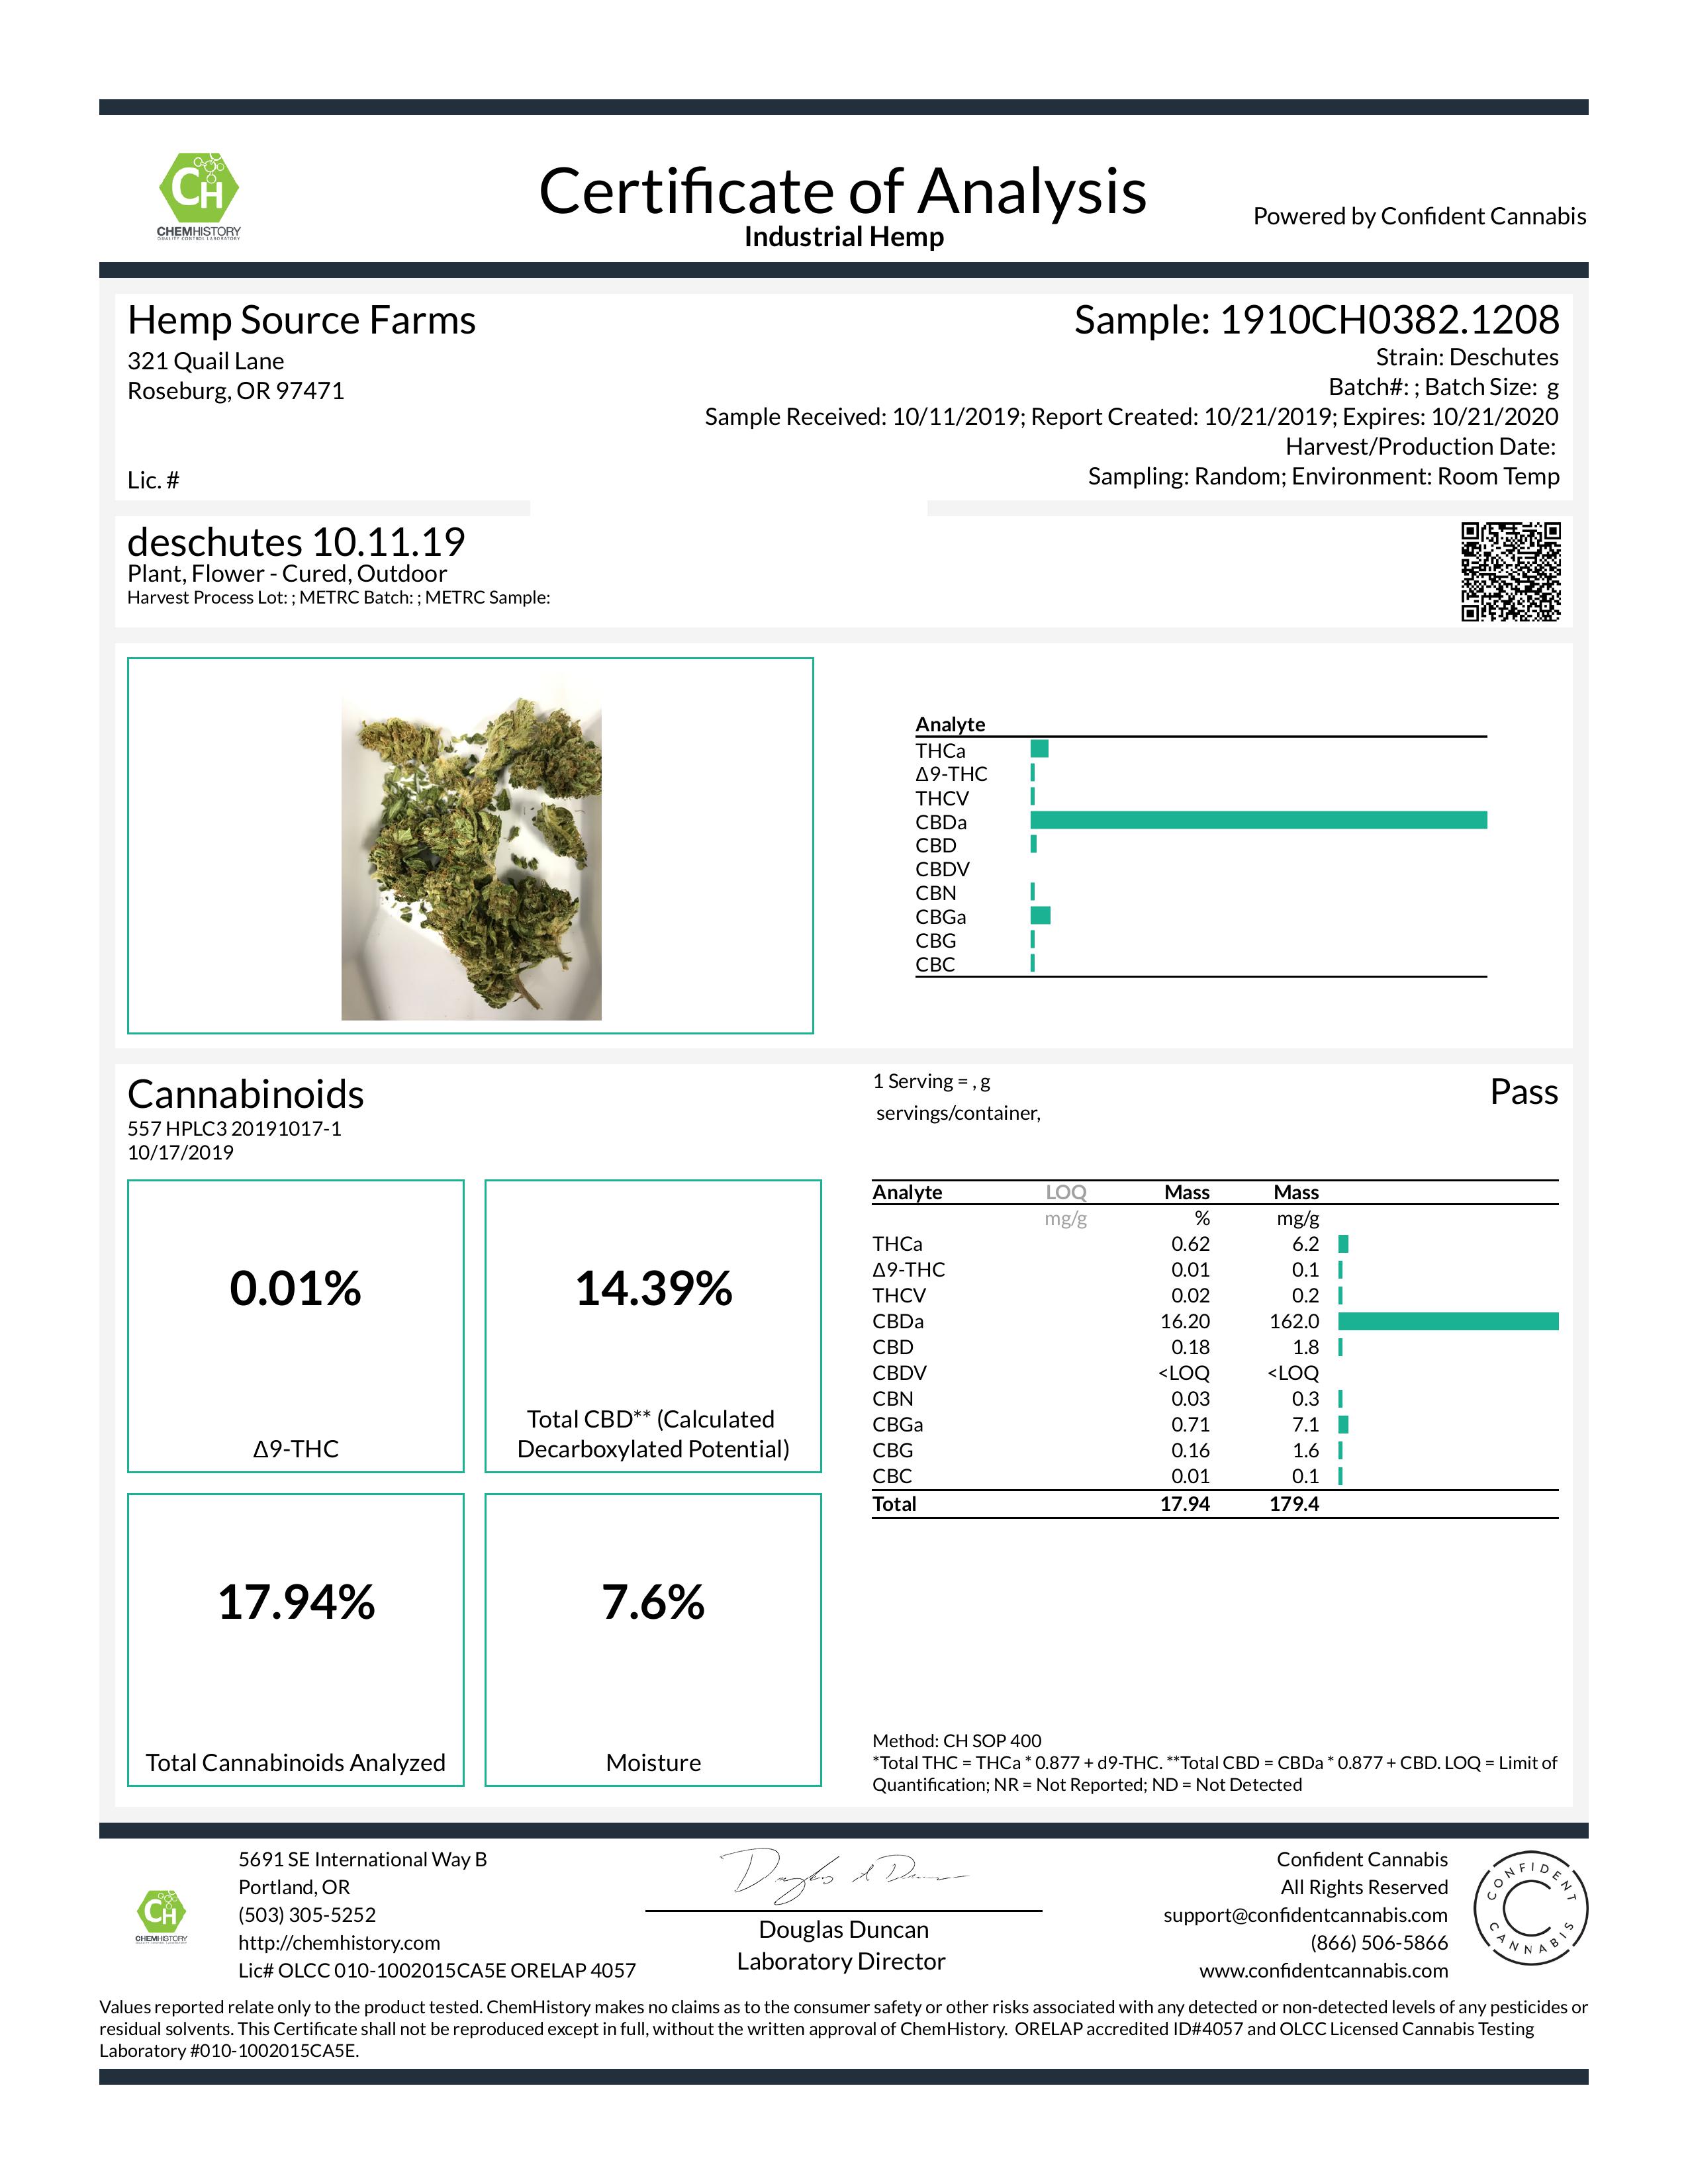 CH
CHEMHISTORY
QUALITY CONTROL LABORATORY
Certificate of Analysis
Industrial Hemp
Powered by Confident Cannabis
Hemp Source Farms
321 Quail Lane
Roseburg, OR 97471
Lic. #
Sample: 1910CH0382.1208
Strain: Deschutes
Batch#: ; Batch Size: g
Sample Received: 10/11/2019; Report Created: 10/21/2019; Expires: 10/21/2020
Harvest/Production Date:
Sampling: Random; Environment: Room Temp
deschutes 10.11.19
Plant, Flower - Cured, Outdoor
Harvest Process Lot: ; METRC Batch: ; METRC Sample:
Analyte
THCa
Δ9-THC
THCV
CBDa
CBD
CBDV
CBN
CBGa
CBG
CBC
Cannabinoids
557 HPLC3 20191017-1
10/17/2019
1 Serving = , g
servings/container,
Pass
0.01%
Δ9-THC
14.39%
Total CBD** (Calculated
Decarboxylated Potential)
17.94%
Total Cannabinoids Analyzed
7.6%
Moisture
Analyte LOQ Mass Mass
mg/g % mg/g
THCa 0.62 6.2
Δ9-THC 0.01 0.1
THCV 0.02 0.2
CBDa 16.20 162.0
CBD 0.18 1.8
CBDV <LOQ <LOQ
CBN 0.03 0.3
CBGa 0.71 7.1
CBG 0.16 1.6
CBC 0.01 0.1
Total 17.94 179.4
Method: CH SOP 400
*Total THC = THCa * 0.877 + d9-THC. **Total CBD = CBDa * 0.877 + CBD. LOQ = Limit of
Quantification; NR = Not Reported; ND = Not Detected
CH
CHEMHISTORY
5691 SE International Way B
Portland, OR
(503) 305-5252
http://chemhistory.com
Lic# OLCC 010-1002015CA5E ORELAP 4057
Douglas Duncan
Laboratory Director
Confident Cannabis
All Rights Reserved
support@confidentcannabis.com
(866) 506-5866
www.confidentcannabis.com
CONFIDENT
CANNABIS
Values reported relate only to the product tested. ChemHistory makes no claims as to the consumer safety or other risks associated with any detected or non-detected levels of any pesticides or
residual solvents. This Certificate shall not be reproduced except in full, without the written approval of ChemHistory. ORELAP accredited ID#4057 and OLCC Licensed Cannabis Testing
Laboratory #010-1002015CA5E.